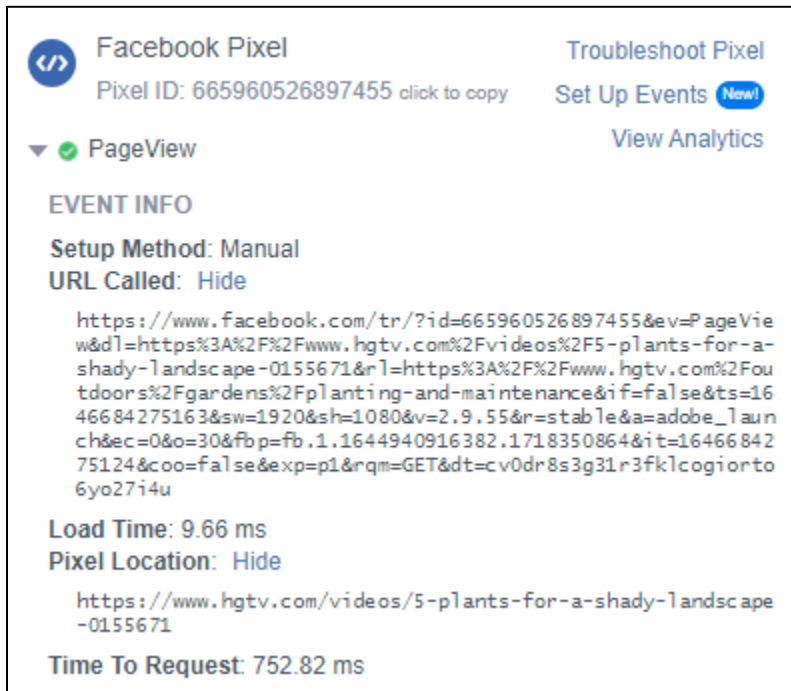 Facebook Pixel
Troubleshoot Pixel
Pixel ID: 665960526897455 click to copy
Set Up Events New!
View Analytics
PageView
EVENT INFO
Setup Method: Manual
URL Called: Hide
https://www.facebook.com/tr/?id=665960526897455&ev=PageVie
w&dl=https%3A%2F%2Fwww.hgtv.com%2Fvideos%2F5-plants-for-a-
shady-landscape-0155671&rl=https%3A%2F%2Fwww.hgtv.com%2Fou
tdoors%2Fgardens%2Fplanting-and-maintenance&if=false&ts=16
46684275163&sw=1920&sh=1080&v=2.9.55&r=stable&a=adobe_laun
ch&ec=0&o=30&fbp=fb.1.1644940916382.1718350864&it=16466842
75124&coo=false&exp=p1&rqm=GET&dt=cv0dr8s3g31r3fklcogiorto
6yo27i4u
Load Time: 9.66 ms
Pixel Location: Hide
https://www.hgtv.com/videos/5-plants-for-a-shady-landscape
-0155671
Time To Request: 752.82 ms